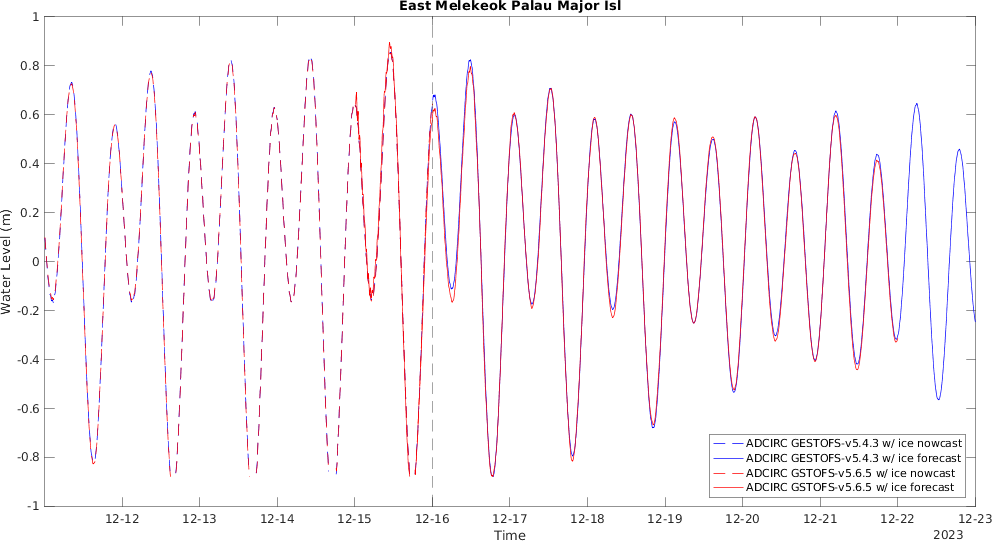 East Melekeok Palau Major Isl
Water Level (m)
1
0.8
0.6
0.4
0.2
0
-0.2
-0.4
-0.6
-0.8
-1
ADCIRC GESTOFS-v5.4.3 w/ ice nowcast
ADCIRC GESTOFS-v5.4.3 w/ ice forecast
ADCIRC GSTOFS-v5.6.5 w/ ice nowcast
ADCIRC GSTOFS-v5.6.5 w/ ice forecast
12-12 12-13 12-14 12-15 12-16 12-17 12-18 12-19 12-20 12-21 12-22 12-23
Time
2023